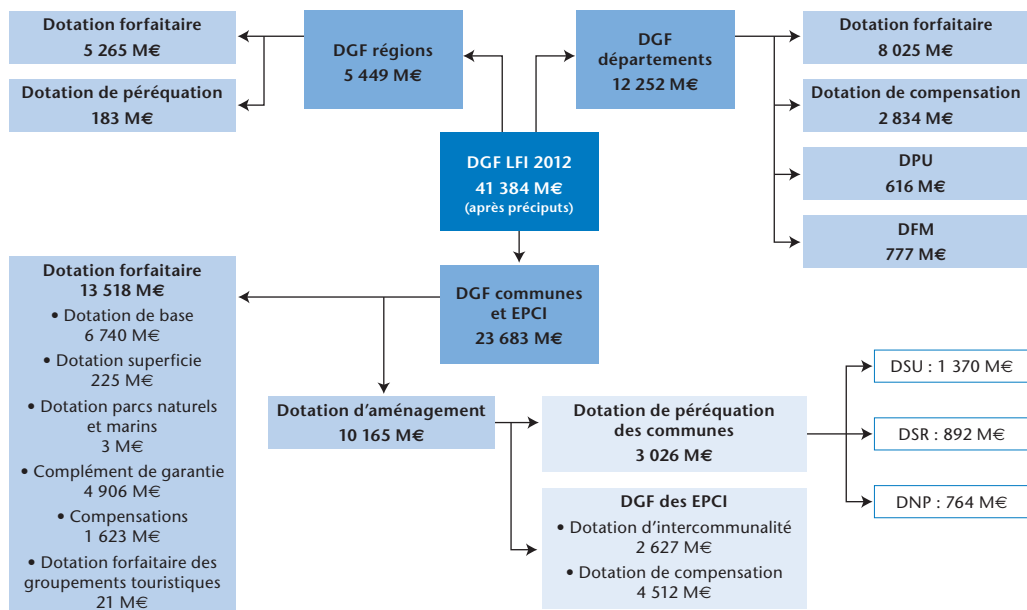 Dotation forfaitaire
5 265 M€
Dotation de péréquation
183 M€
DGF régions
5 449 M€
DGF
départements
12 252 M€
Dotation forfaitaire
8 025 M€
Dotation de compensation
2 834 M€
DPU
616 M€
DFM
777 M€
DGF LFI 2012
41 384 M€
(après préciputs)
DGF communes
et EPCI
23 683 M€
Dotation forfaitaire
13 518 M€
• Dotation de base
6 740 M€
• Dotation superficie
225 M€
• Dotation parcs naturels
et marins
3 M€
• Complément de garantie
4 906 M€
• Compensations
1 623 M€
• Dotation forfaitaire des
groupements touristiques
21 M€
Dotation d'aménagement
10 165 M€
Dotation de péréquation
des communes
3 026 M€
DGF des EPCI
• Dotation d'intercommunalité
2 627 M€
• Dotation de compensation
4 512 M€
DSU : 1 370 M€
DSR : 892 M€
DNP : 764 M€